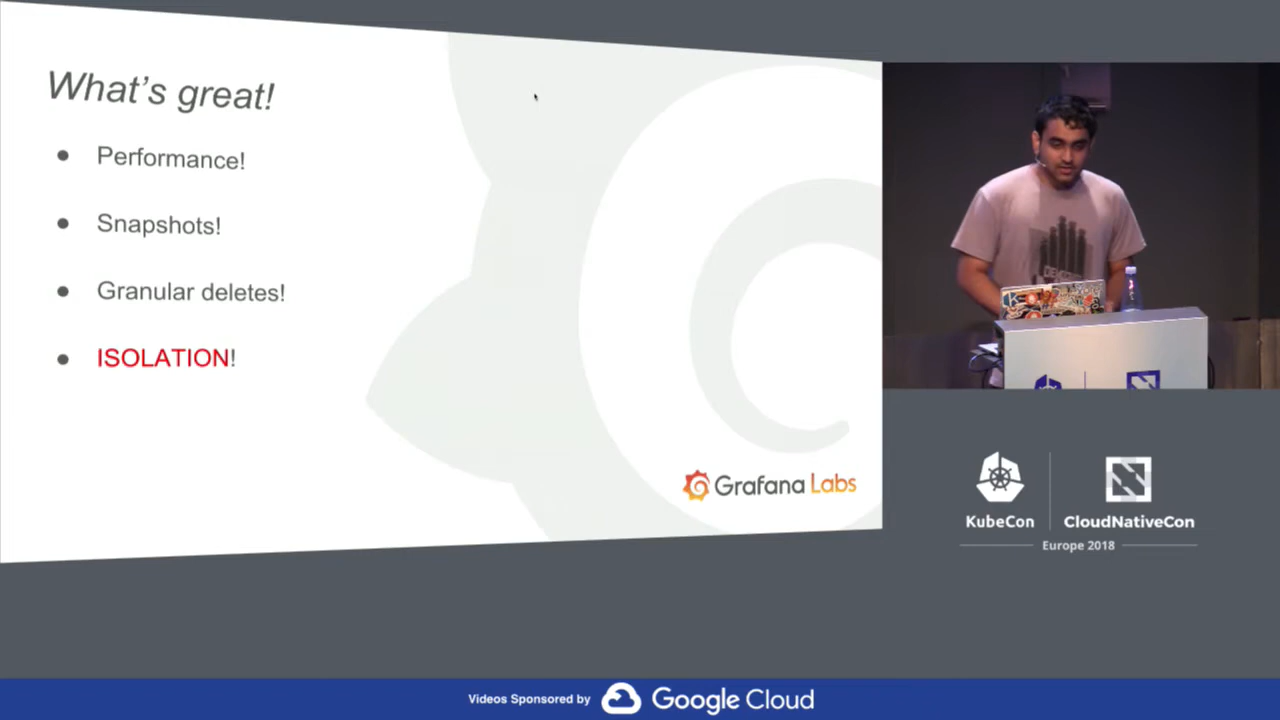 What's great!
● Performance!
● Snapshots!
● Granular deletes!
● ISOLATION!
Grafana Labs
KubeCon
CloudNativeCon
Europe 2018
Videos Sponsored by Google Cloud